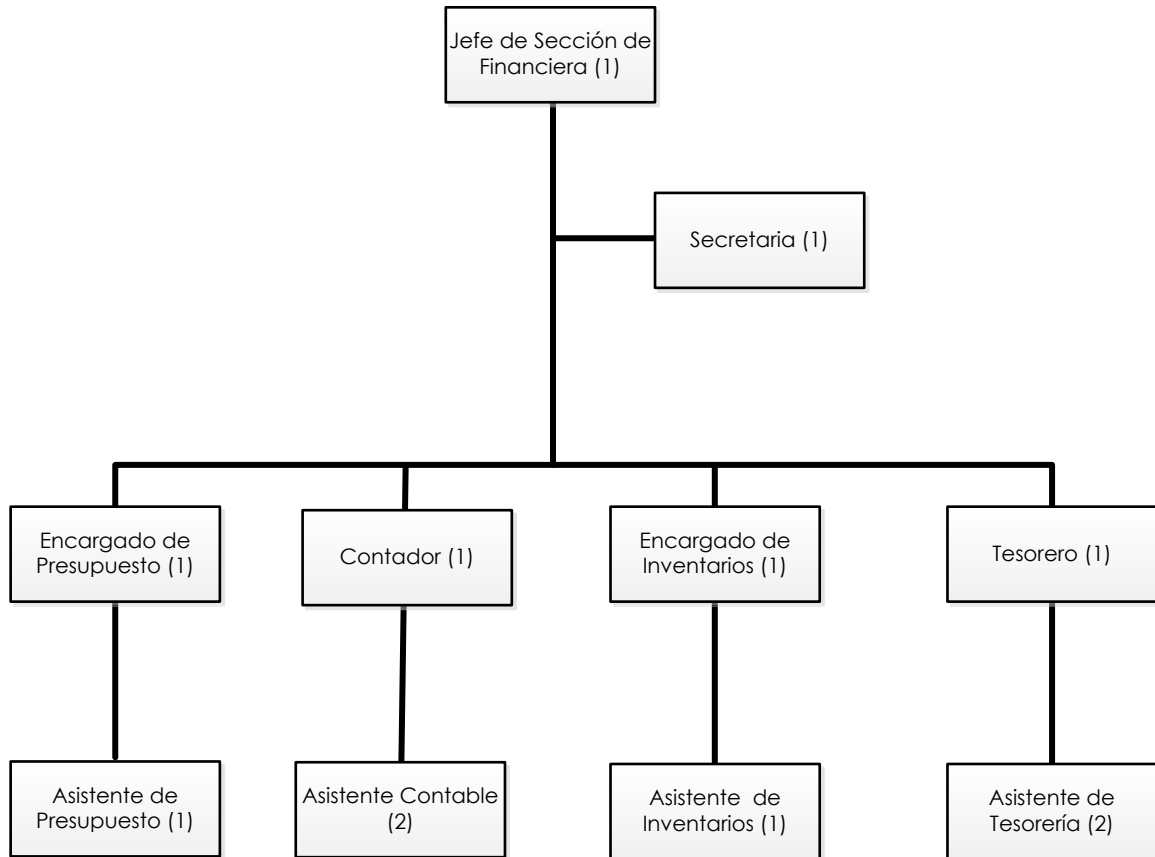 Jefe de Sección de
Financiera (1)
Secretaria (1)
Encargado de
Presupuesto (1)
Contador (1)
Encargado de
Inventarios (1)
Tesorero (1)
Asistente de
Presupuesto (1)
Asistente Contable
(2)
Asistente de
Inventarios (1)
Asistente de
Tesorería (2)